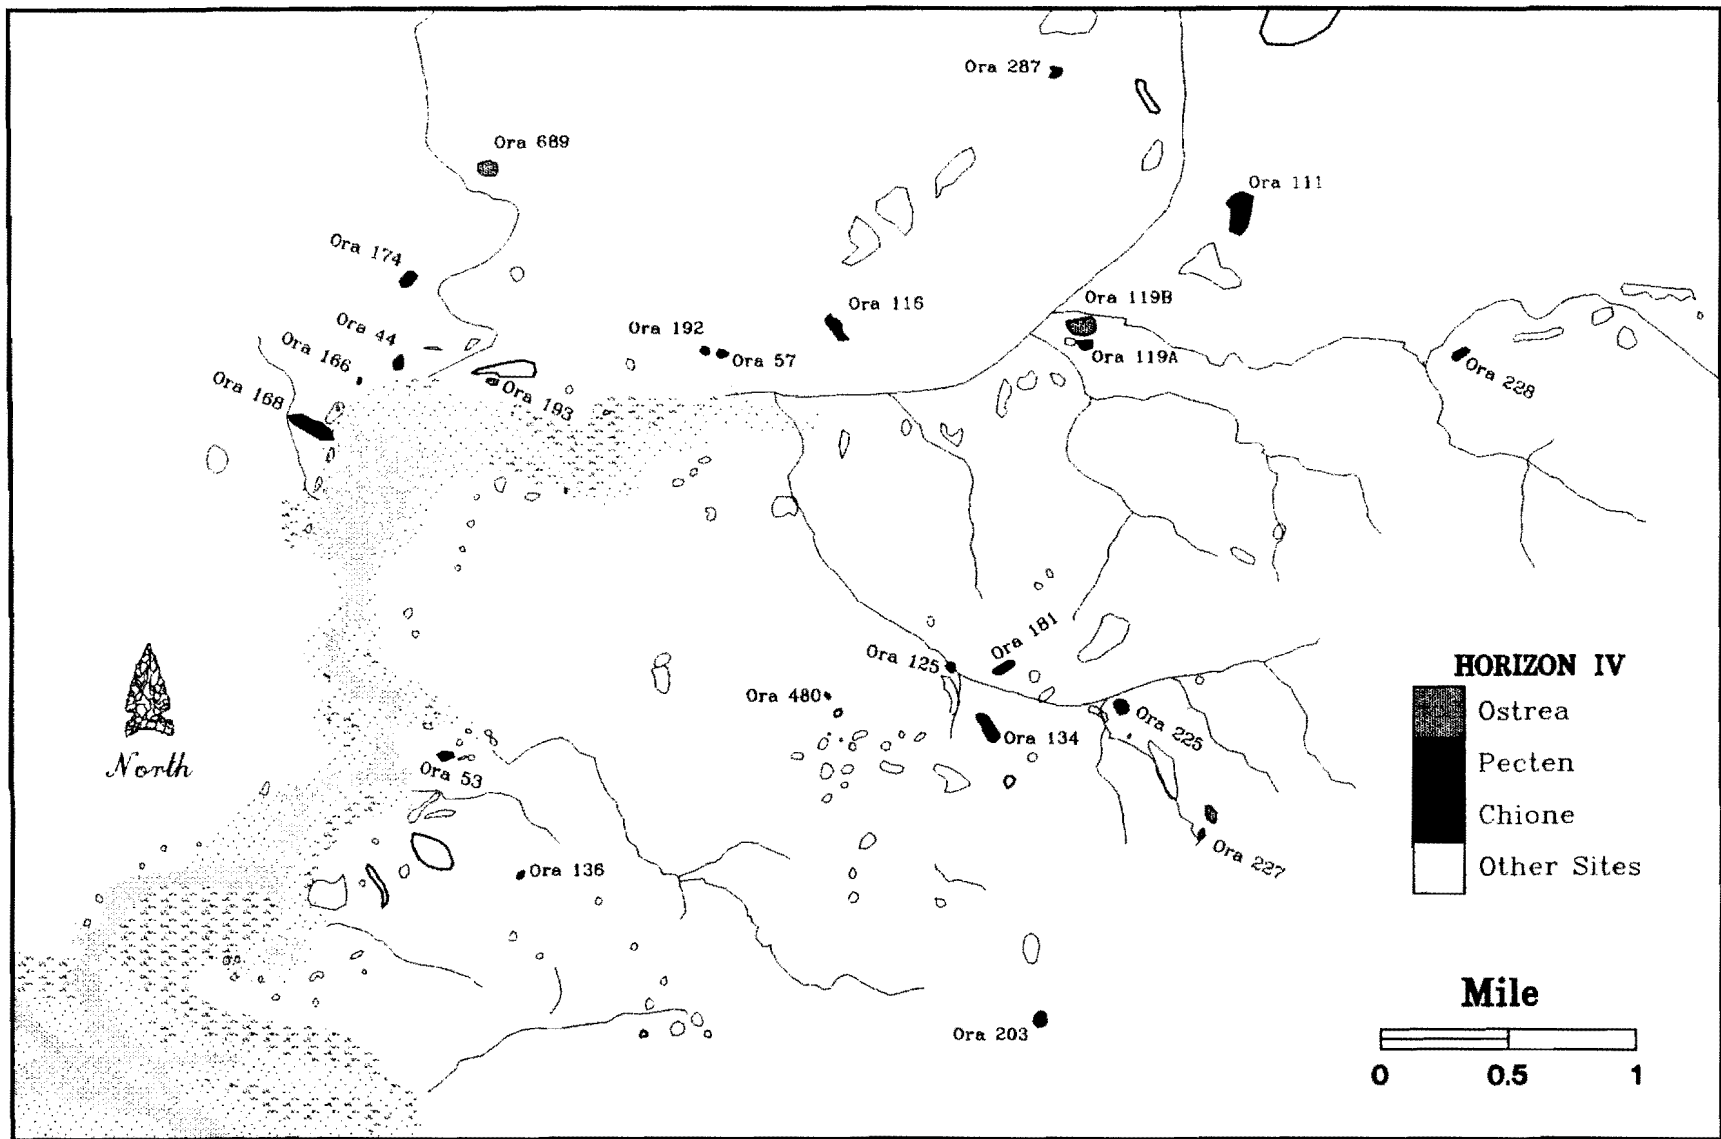 Ora 287
Ora 689
Ora 111
Ora 174
Ora 116
Ora 119B
Ora 44
Ora 192
Ora 57
Ora 119A
Ora 166
Ora 228
Ora 168
Ora 193
Ora 181
Ora 125
Ora 480
Ora 225
Ora 134
North
Ora 53
Ora 136
Ora 227
Ora 203
HORIZON IV
Ostrea
Pecten
Chione
Other Sites
Mile
0 0.5 1